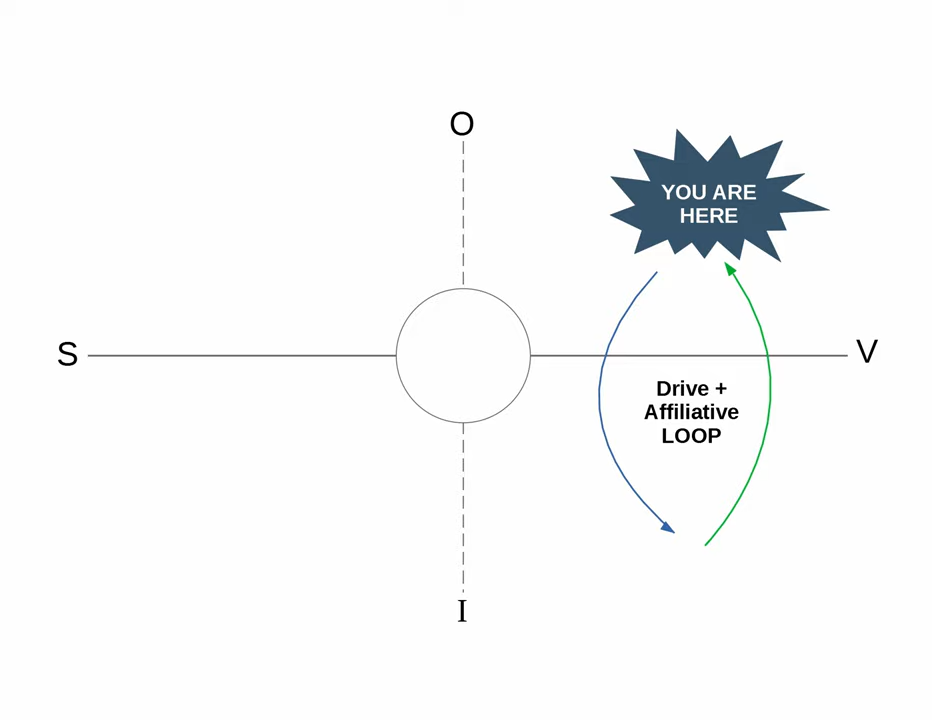 O
YOU ARE
HERE
S
V
Drive +
Affiliative
LOOP
I